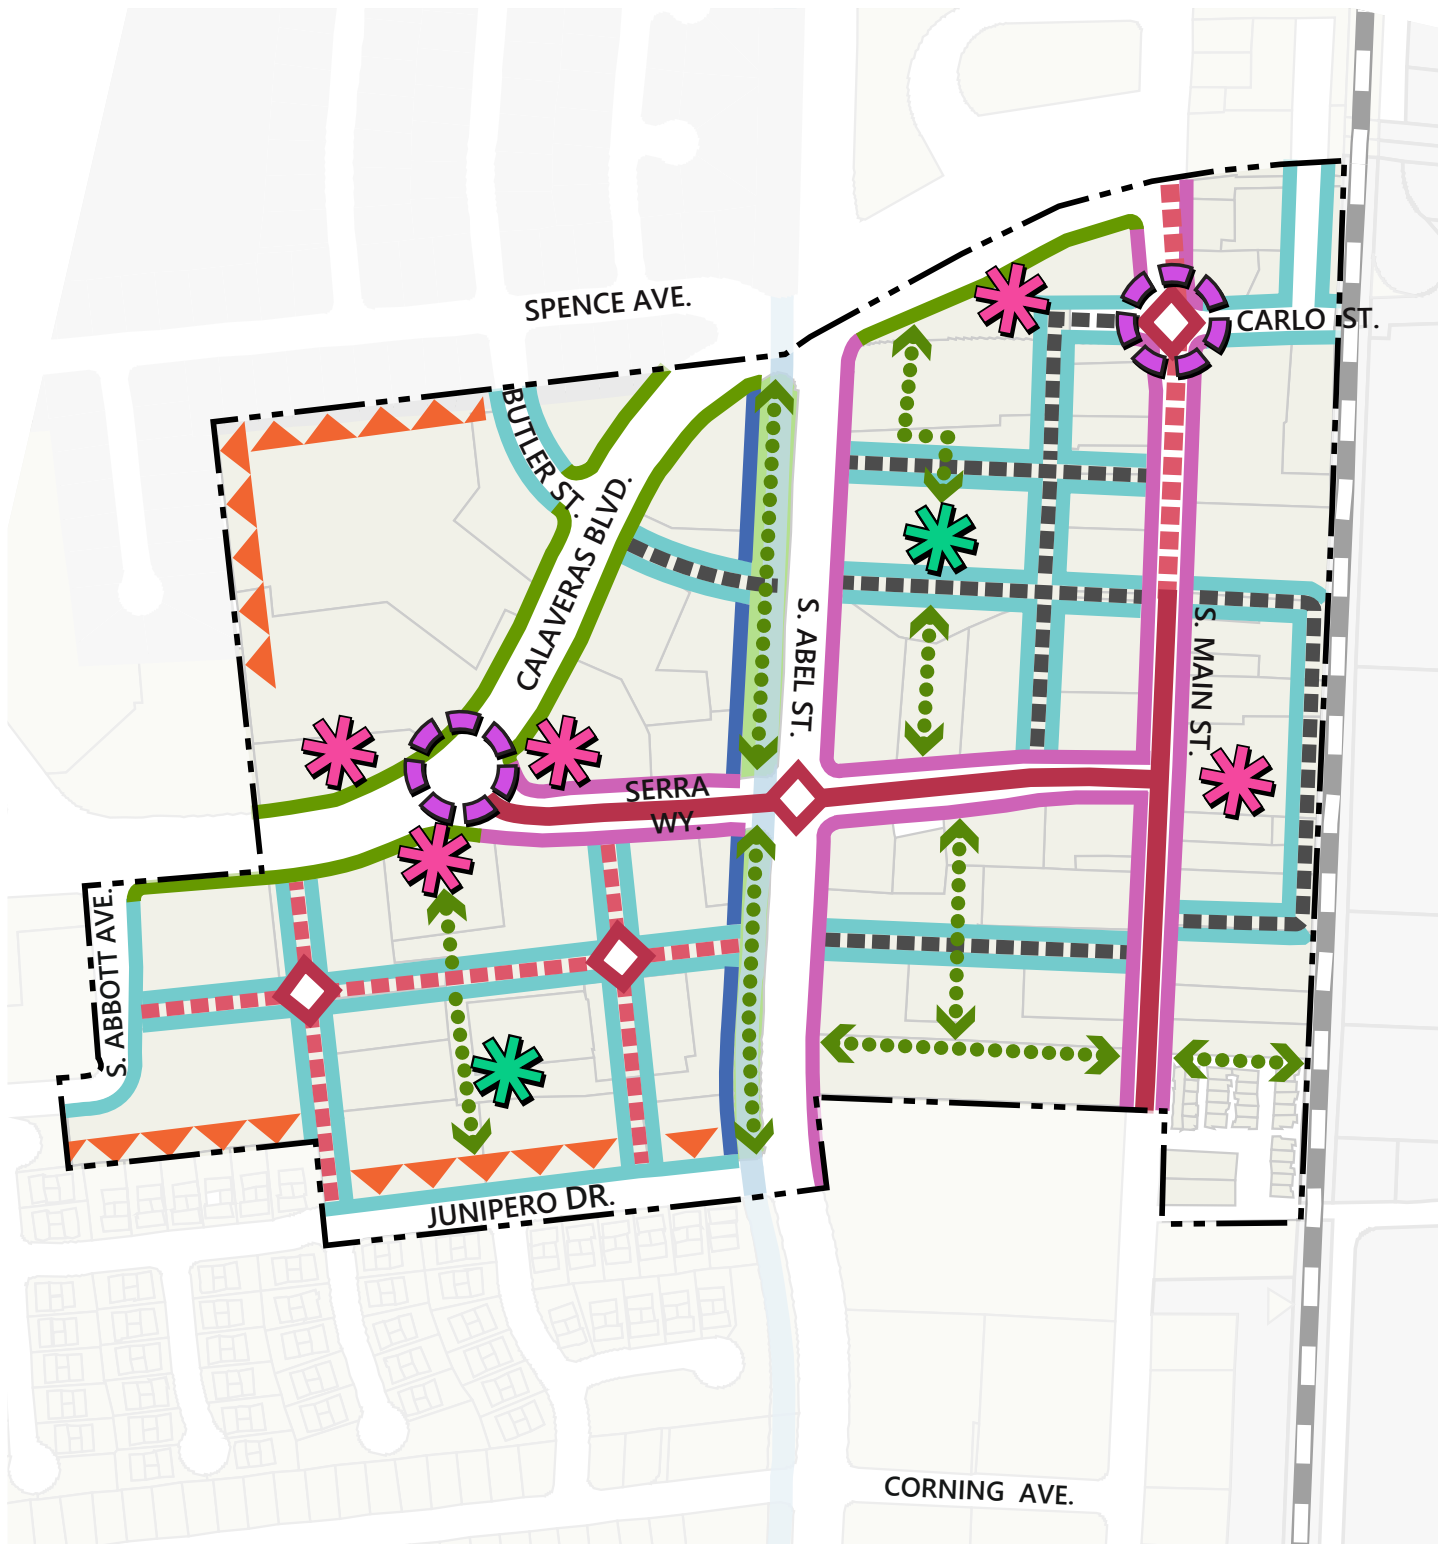 SPENCE AVE.
CARLO ST.
BUTLER ST.
CALAVERAS BLVD.
S. ABEL ST.
S. MAIN ST.
SERRA
WY.
S. ABBOTT AVE.
JUNIPERO DR.
CORNING AVE.